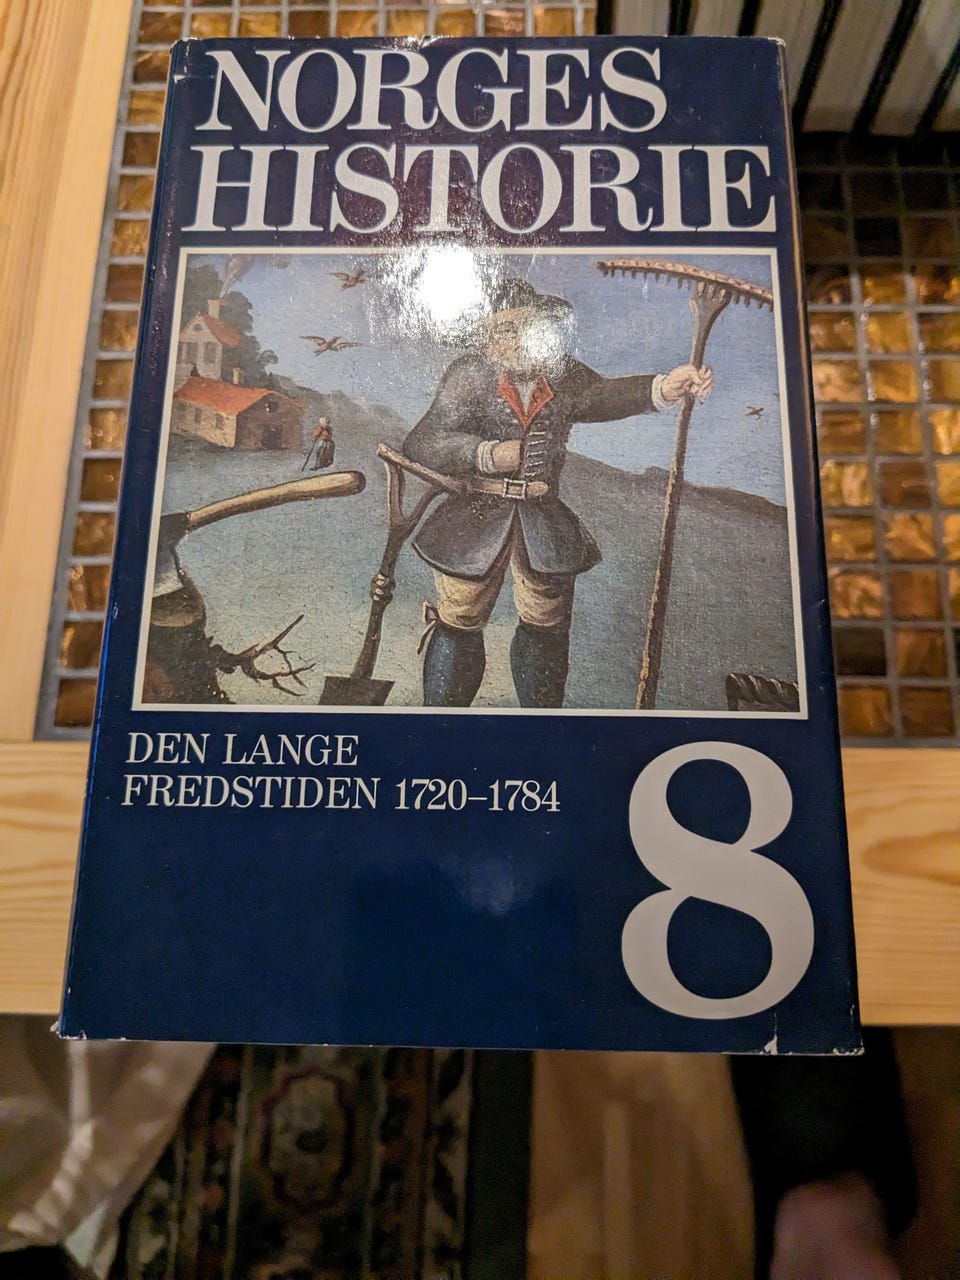 NORGES
HISTORIE
DEN LANGE
FREDSTIDEN 1720–1784
8